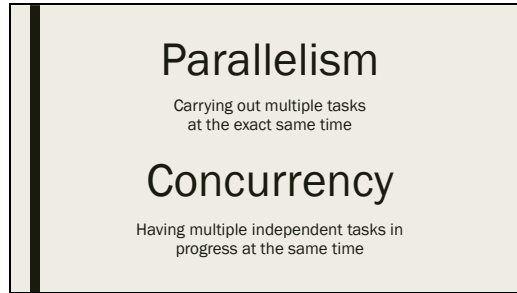 Parallelism
Carrying out multiple tasks
at the exact same time
Concurrency
Having multiple independent tasks in
progress at the same time